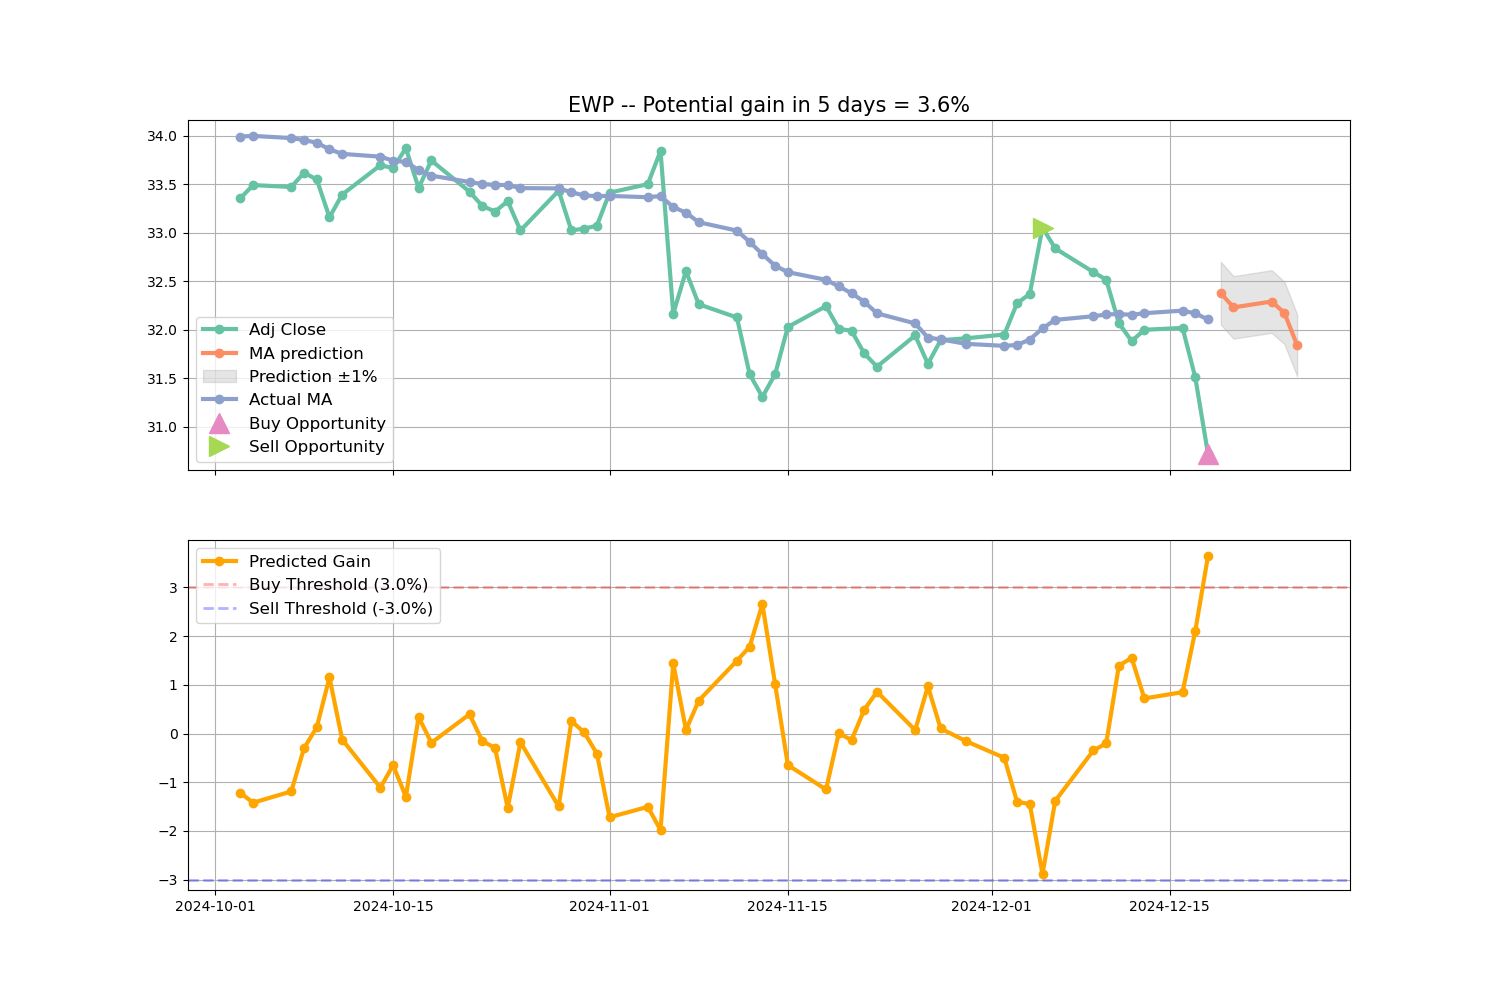 EWP -- Potential gain in 5 days = 3.6%
34.0
33.5
33.0
32.5
32.0
31.5
31.0
Adj Close
MA prediction
Prediction ±1%
Actual MA
Buy Opportunity
Sell Opportunity
Predicted Gain
Buy Threshold (3.0%)
Sell Threshold (-3.0%)
3
2
1
0
−1
−2
−3
2024-10-01 2024-10-15 2024-11-01 2024-11-15 2024-12-01 2024-12-15